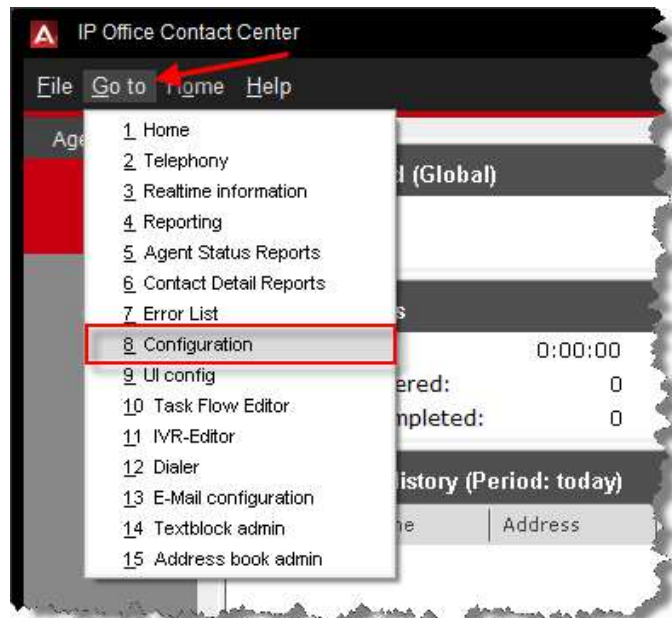 IP Office Contact Center
File Go to Home Help
1 Home
2 Telephony
3 Realtime information
4 Reporting
5 Agent Status Reports
6 Contact Detail Reports
7 Error List
8 Configuration
9 UI config
10 Task Flow Editor
11 IVR-Editor
12 Dialer
13 E-Mail configuration
14 Textblock admin
15 Address book admin
(Global)
0:00:00
0
0
(Period: today)
Address